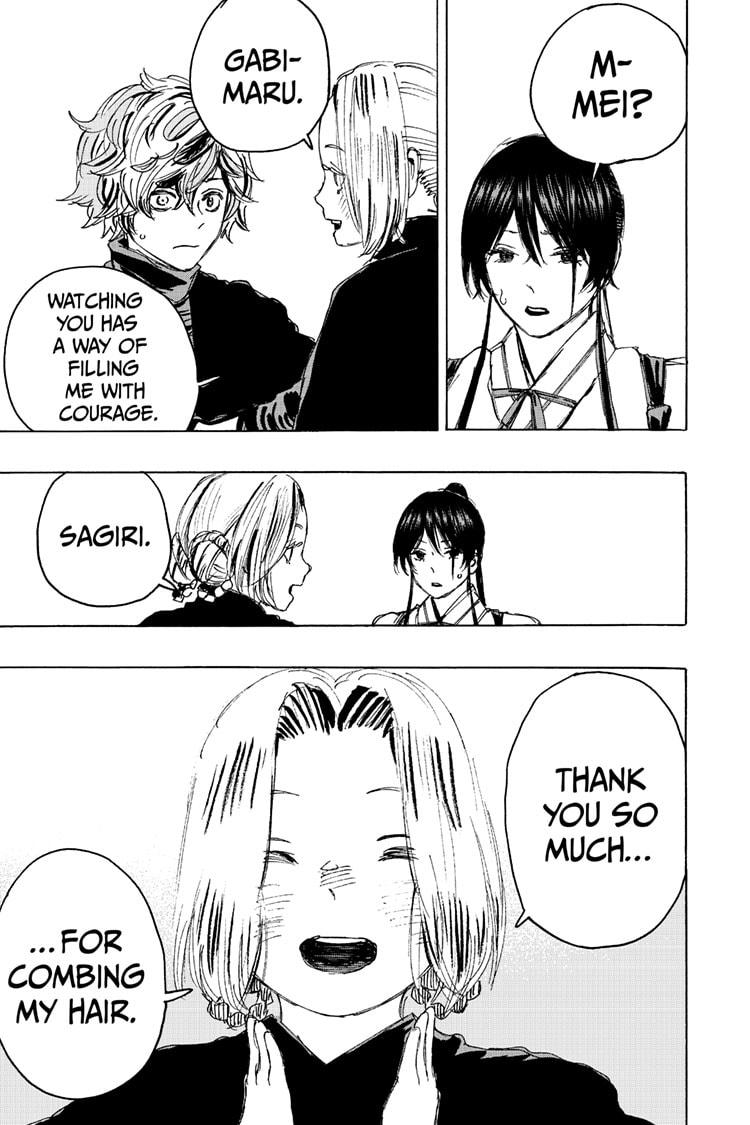 M-
MEI?
GABI-
MARU.
WATCHING
YOU HAS
A WAY OF
FILLING
ME WITH
COURAGE.
SAGIRI.
THANK
YOU SO
MUCH...
...FOR
COMBING
MY HAIR.